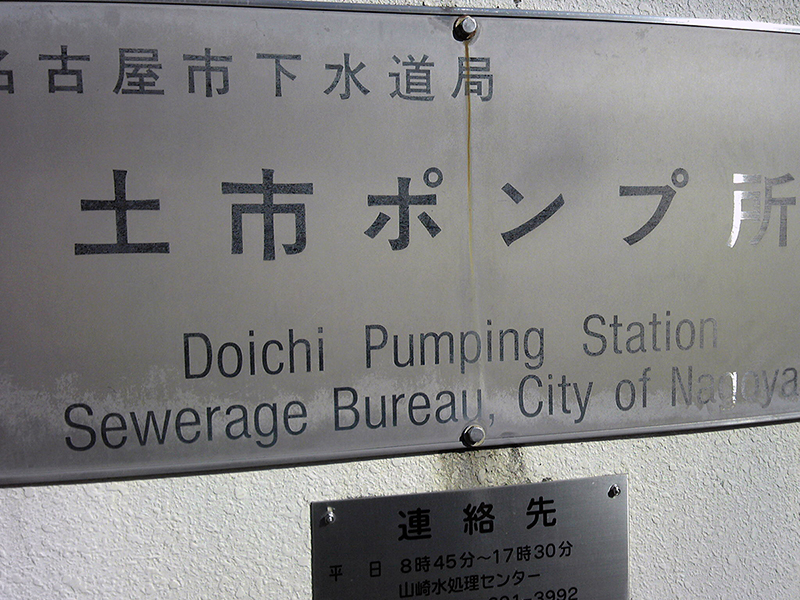 名古屋市下水道局
土市ポンプ所
Doichi Pumping Station
Sewerage Bureau, City of Nagoya
連絡先
平日 8時45分~17時30分
山崎水処理センター
-3992